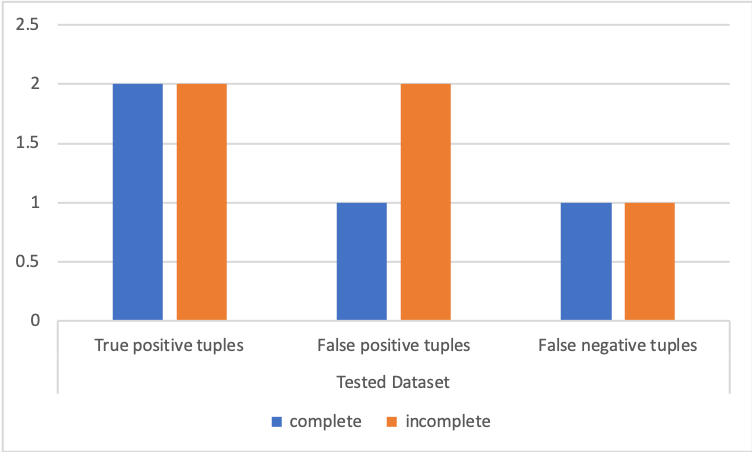 2.5
2
1.5
1
0.5
0
True positive tuples False positive tuples False negative tuples
Tested Dataset
complete incomplete